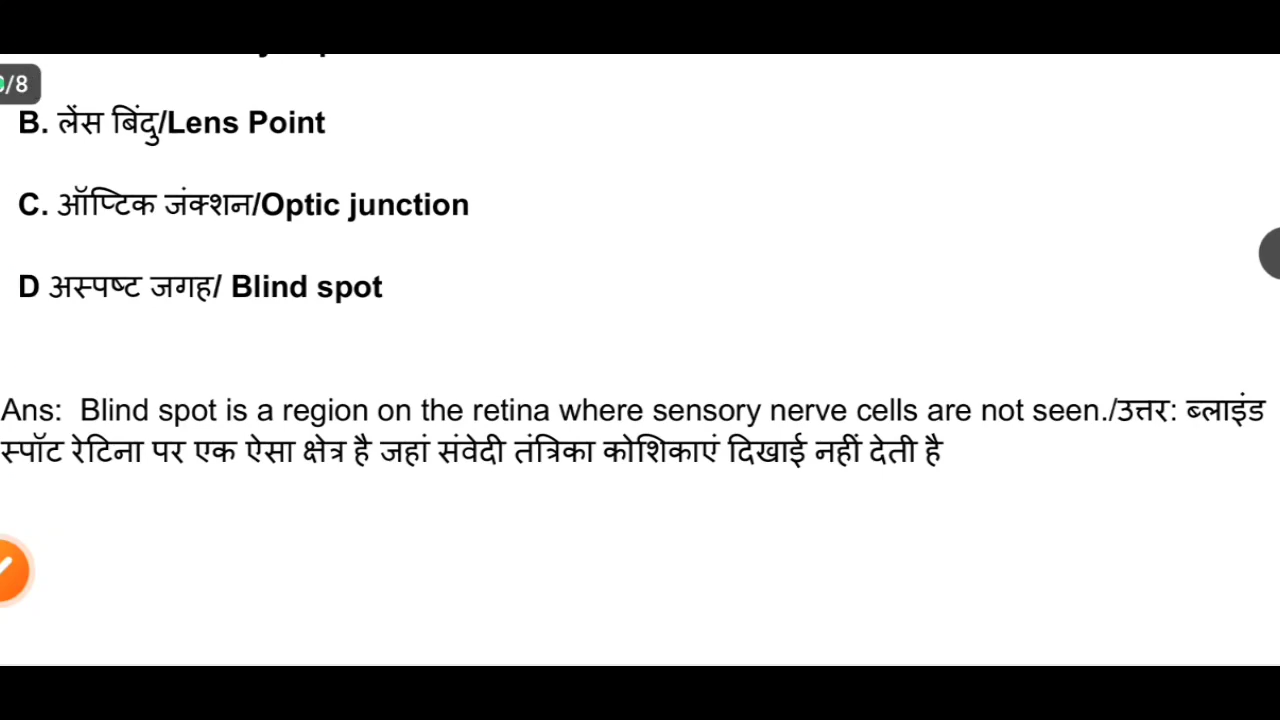 /8
B. लेंस बिंदु/Lens Point
C. ऑप्टिक जंक्शन/Optic junction
D अस्पष्ट जगह/ Blind spot
Ans: Blind spot is a region on the retina where sensory nerve cells are not seen./उत्तर: ब्लाइंड
स्पॉट रेटिना पर एक ऐसा क्षेत्र है जहां संवेदी तंत्रिका कोशिकाएं दिखाई नहीं देती है